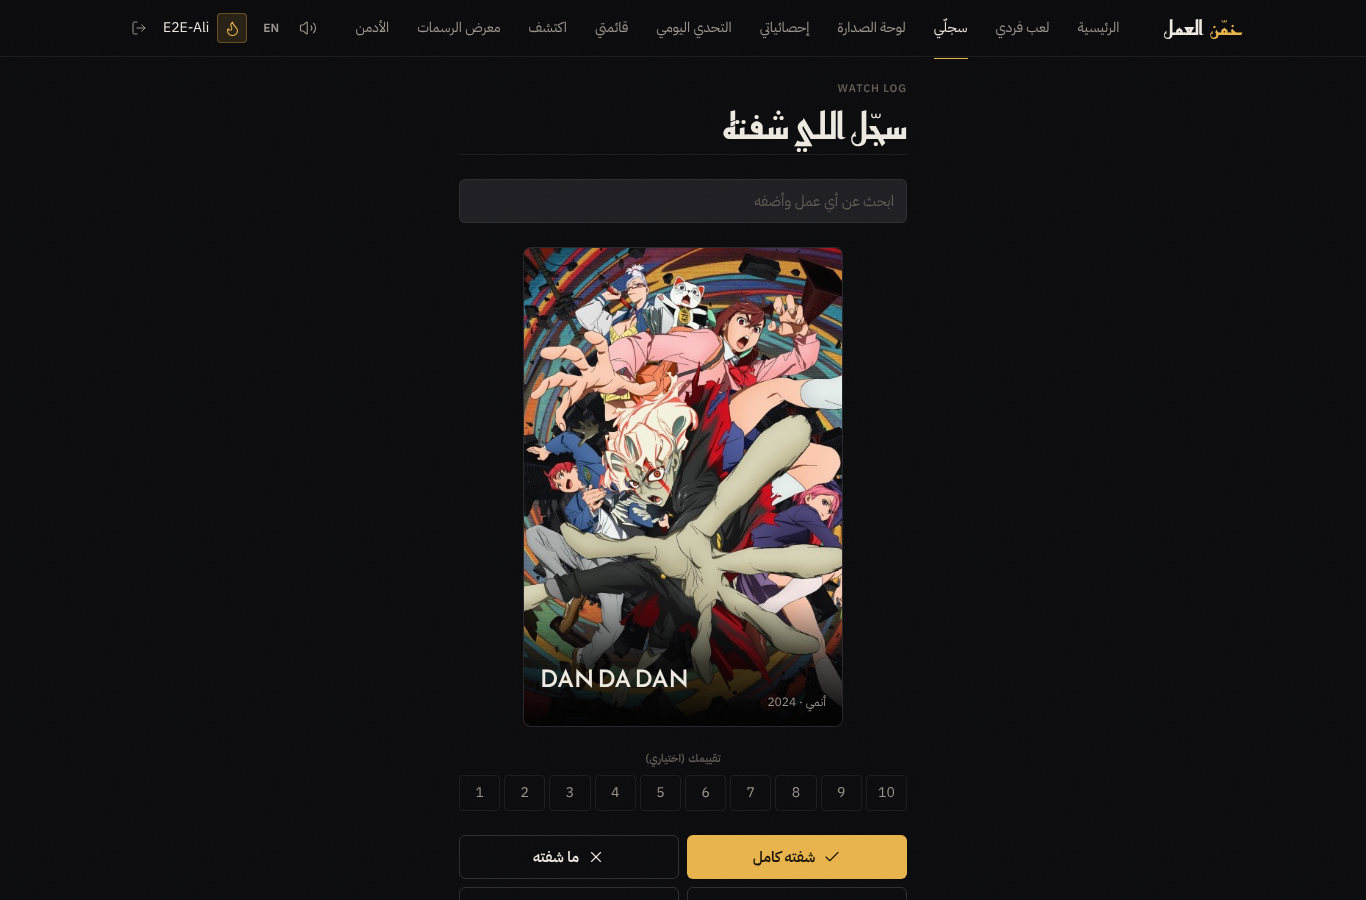 خمّن العمل
الرئيسية
لعب فردي
سجلّي
لوحة الصدارة
إحصائياتي
التحدي اليومي
قائمتي
اكتشف
معرض الرسمات
الأدمن
EN
E2E-Ali
WATCH LOG
سجّل اللي شفته
ابحث عن أي عمل وأضفه
DAN DA DAN
أنمي · 2024
تقييمك (اختياري)
1 2 3 4 5 6 7 8 9 10
شفته كامل
ما شفته